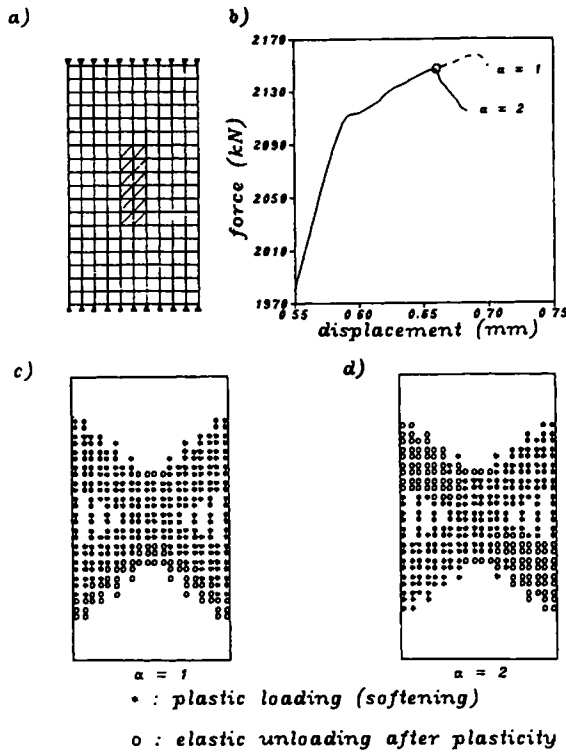 a)
b)
force (kN)
2170
2130
2090
2050
2010
1970
0.55
0.60
0.65
0.70
0.75
displacement (mm)
α = 1
α = 2
c)
d)
α = 1
α = 2
* : plastic loading (softening)
o : elastic unloading after plasticity